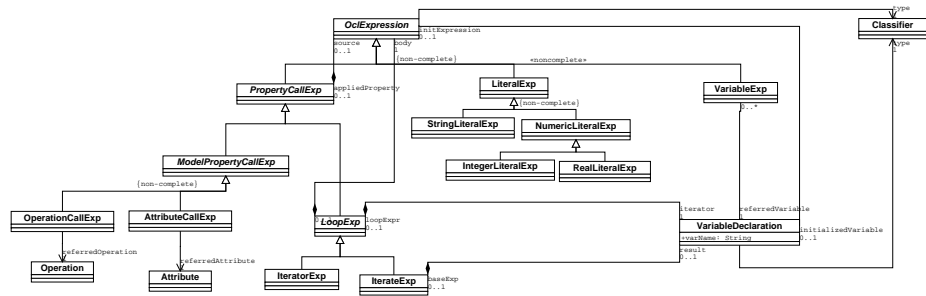 OclExpression
type
Classifier
initExpression
0..1
source
0..1
body
1
{non-complete}
«noncomplete»
type
1
PropertyCallExp
appliedProperty
0..1
LiteralExp
{non-complete}
VariableExp
0..*
StringLiteralExp
NumericLiteralExp
IntegerLiteralExp
RealLiteralExp
ModelPropertyCallExp
{non-complete}
OperationCallExp
AttributeCallExp
LoopExp
loopExpr
0..1
iterator
1
referredVariable
1
VariableDeclaration
+varName: String
initializedVariable
0..1
result
0..1
referredOperation
Operation
referredAttribute
Attribute
IteratorExp
IterateExp
baseExp
0..1